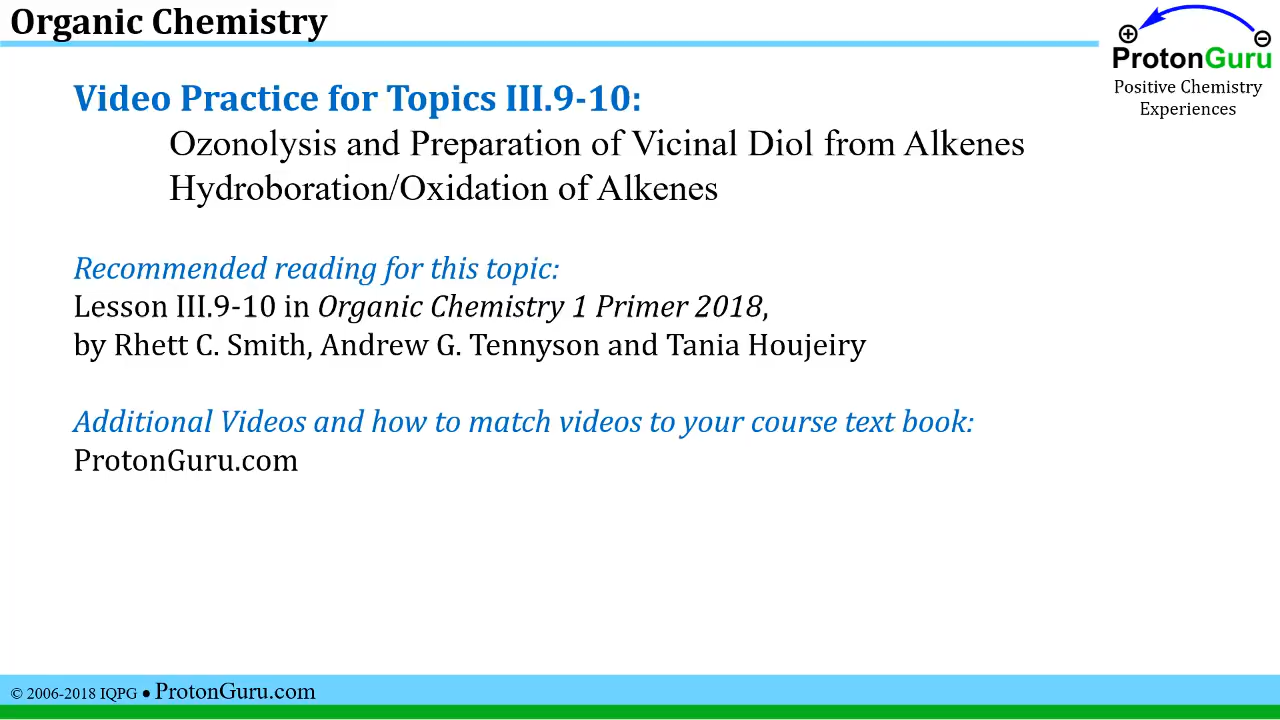 Organic Chemistry
⊕ ⊖
ProtonGuru
Positive Chemistry
Experiences
Video Practice for Topics III.9-10:
Ozonolysis and Preparation of Vicinal Diol from Alkenes
Hydroboration/Oxidation of Alkenes
Recommended reading for this topic:
Lesson III.9-10 in Organic Chemistry 1 Primer 2018,
by Rhett C. Smith, Andrew G. Tennyson and Tania Houjeiry
Additional Videos and how to match videos to your course text book:
ProtonGuru.com
© 2006-2018 IQPG ● ProtonGuru.com